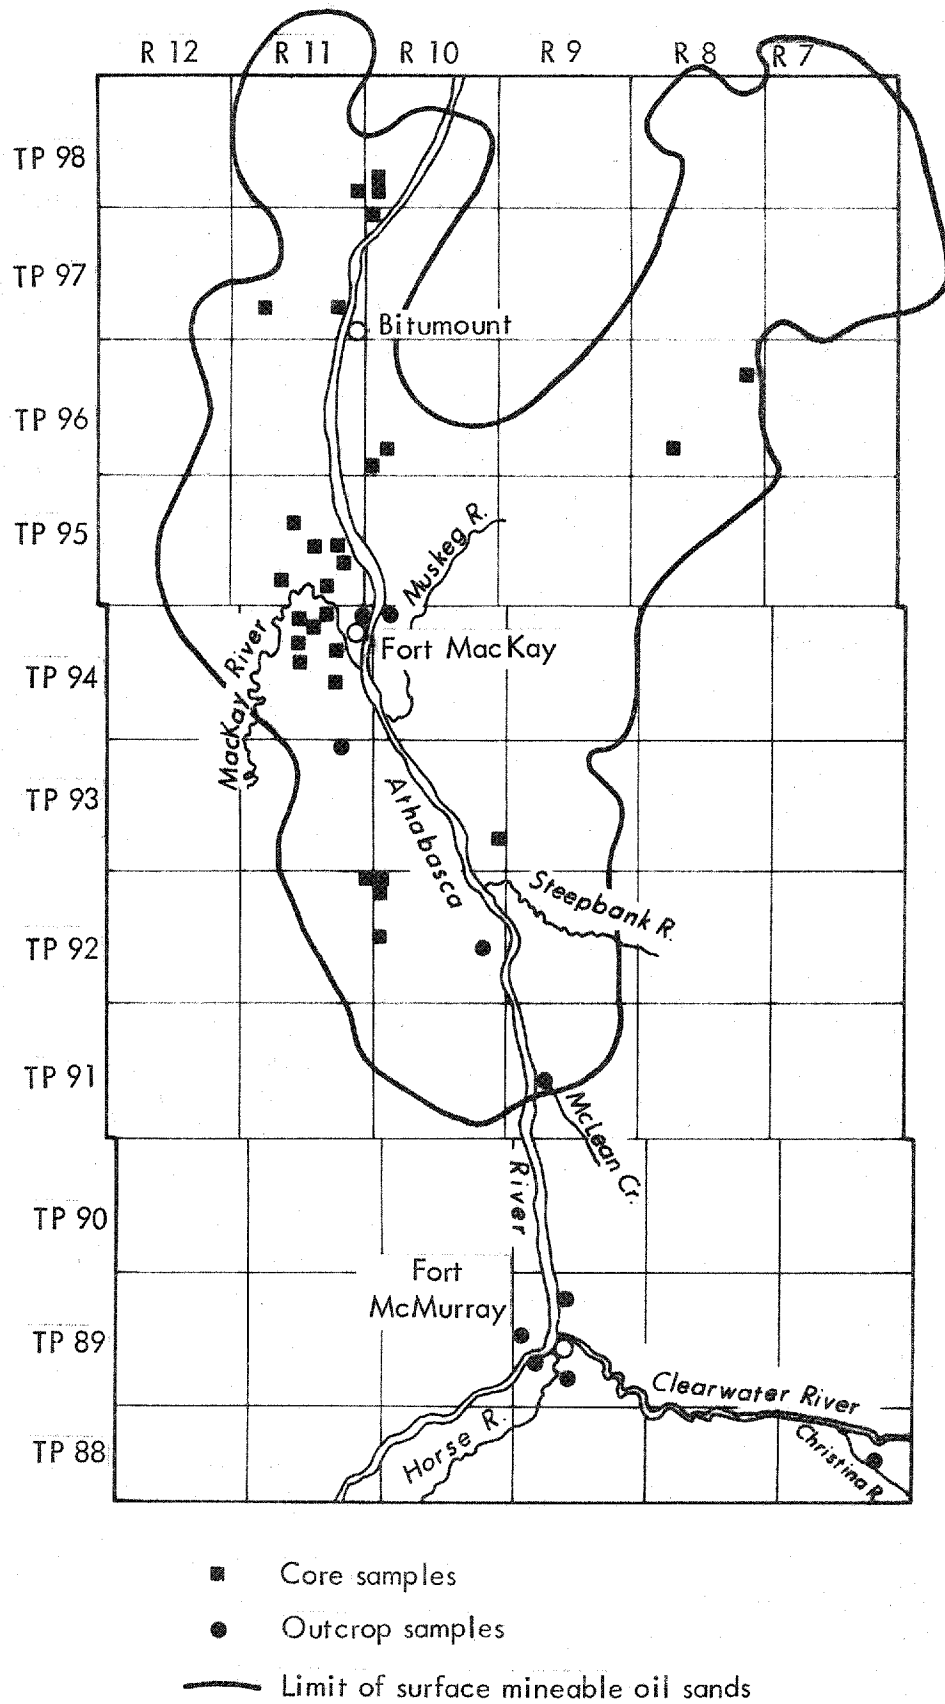 R 12 R 11 R 10 R 9 R 8 R 7
TP 98
TP 97
Bitumount
TP 96
TP 95
Muskeg R.
Fort MacKay
MacKay River
TP 94
TP 93
Athabasca
Steepbank R.
TP 92
TP 91
McLean Cr.
River
TP 90
Fort
McMurray
TP 89
Clearwater River
Horse R.
Christina R.
TP 88
Core samples
Outcrop samples
Limit of surface mineable oil sands